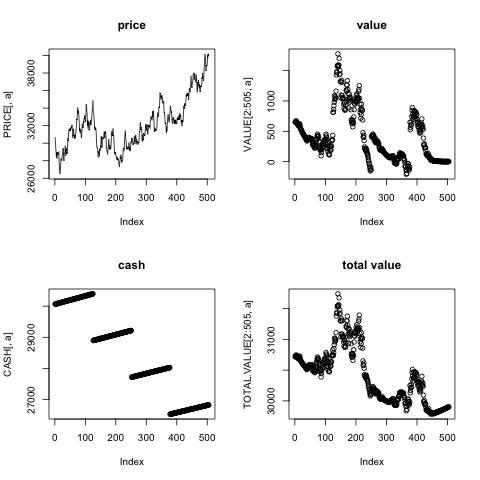 price
PRICE[, a]
26000 32000 38000
0 100 200 300 400 500
Index
value
VALUE[2:505, a]
0 500 1000
0 100 200 300 400 500
Index
cash
CASH[, a]
27000 29000
0 100 200 300 400 500
Index
total value
TOTAL.VALUE[2:505, a]
30000 31000
0 100 200 300 400 500
Index